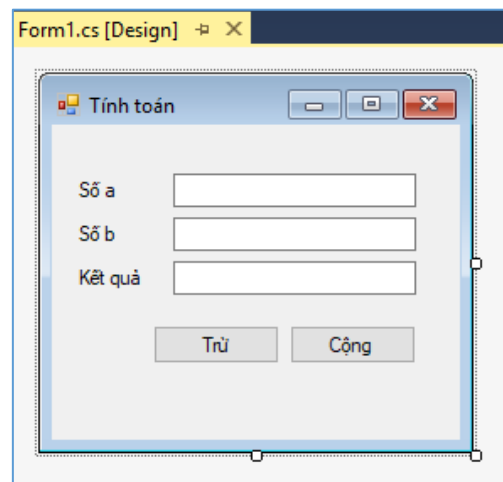 Form1.cs [Design]
Tính toán
Số a
Số b
Kết quả
Trừ Cộng